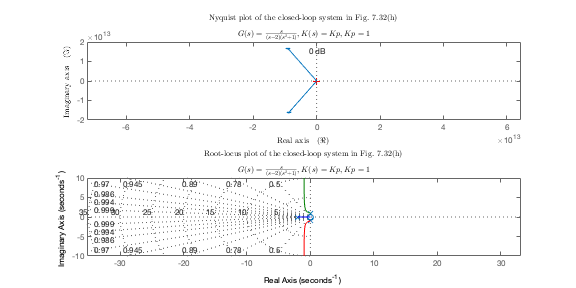 Nyquist plot of the closed-loop system in Fig. 7.32(h)
G(s) = s/((s−2)(s²+1)), K(s) = Kp, Kp = 1
×10^13
2
1
0
-1
-2
0 dB
Imaginary axis (ℑ)
-6 -4 -2 0 2 4 6
×10^13
Real axis (ℜ)
Root-locus plot of the closed-loop system in Fig. 7.32(h)
G(s) = s/((s−2)(s²+1)), K(s) = Kp, Kp = 1
10
5
0
-5
-10
Imaginary Axis (seconds^-1)
0.97 0.945 0.89 0.78 0.5
0.986
0.994
0.999
35 30 25 20 15 10 5
0.999
0.994
0.986
0.97 0.945 0.89 0.78 0.5
-30 -20 -10 0 10 20 30
Real Axis (seconds^-1)